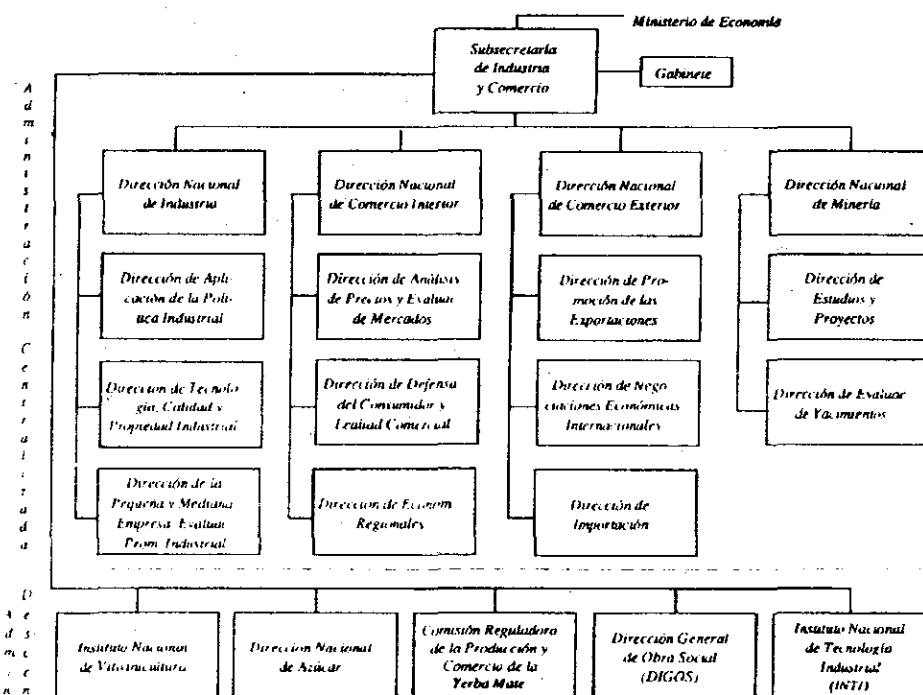 Ministerio de Economía
Subsecretaría
de Industria
y Comercio
Gabinete
Administración Centralizada
Dirección Nacional
de Industria
Dirección Nacional
de Comercio Interior
Dirección Nacional
de Comercio Exterior
Dirección Nacional
de Minería
Dirección de Apli-
cación de la Polí-
tica Industrial
Dirección de Análisis
de Precios y Evaluac
de Mercados
Dirección de Pro-
moción de las
Exportaciones
Dirección de
Estudios y
Proyectos
Dirección de Tecnolo-
gía, Calidad y
Propiedad Industrial
Dirección de Defensa
del Consumidor y
Lealtad Comercial
Dirección de Nego
ciaciones Económicas
Internacionales
Dirección de Evaluac
de Yacimientos
Dirección de la
Pequeña y Mediana
Empresa Evaluac
Prom Industrial
Dirección de Econom
Regionales
Dirección de
Importación
Instituto Nacional
de Vitivinicultura
Dirección Nacional
de Azúcar
Comisión Reguladora
de la Producción y
Comercio de la
Yerba Mate
Dirección General
de Obra Social
(DIGOS)
Instituto Nacional
de Tecnología
Industrial
(INTI)